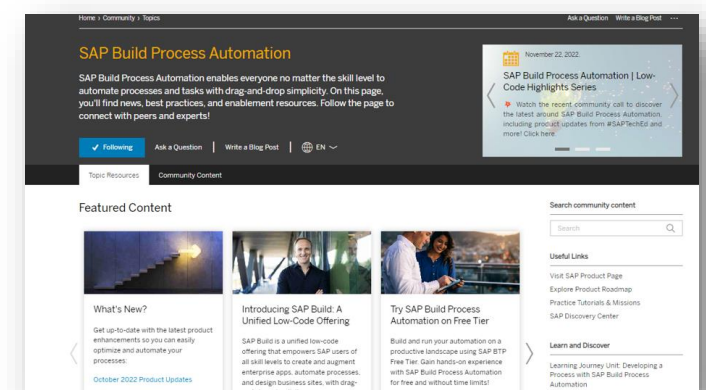 Home › Community › Topics
Ask a Question Write a Blog Post ···
SAP Build Process Automation
SAP Build Process Automation enables everyone no matter the skill level to
automate processes and tasks with drag-and-drop simplicity. On this page,
you'll find news, best practices, and enablement resources. Follow the page to
connect with peers and experts!
Following Ask a Question Write a Blog Post EN
November 22, 2022.
SAP Build Process Automation | Low-
Code Highlights Series
Watch the recent community call to discover
the latest around SAP Build Process Automation,
including product updates from #SAPTechEd and
more! Click here
Topic Resources Community Content
Featured Content
What's New?
Get up-to-date with the latest product
enhancements so you can easily
optimize and automate your
processes:
October 2022 Product Updates
Introducing SAP Build: A
Unified Low-Code Offering
SAP Build is a unified low-code
offering that empowers SAP users of
all skill levels to create and augment
enterprise apps, automate processes,
and design business sites, with drag-
Try SAP Build Process
Automation on Free Tier
Build and run your automation on a
productive landscape using SAP BTP
Free Tier. Gain hands-on experience
with SAP Build Process Automation
for free and without time limits!
Search community content
Search
Useful Links
Visit SAP Product Page
Explore Product Roadmap
Practice Tutorials & Missions
SAP Discovery Center
Learn and Discover
Learning Journey Unit: Developing a
Process with SAP Build Process
Automation